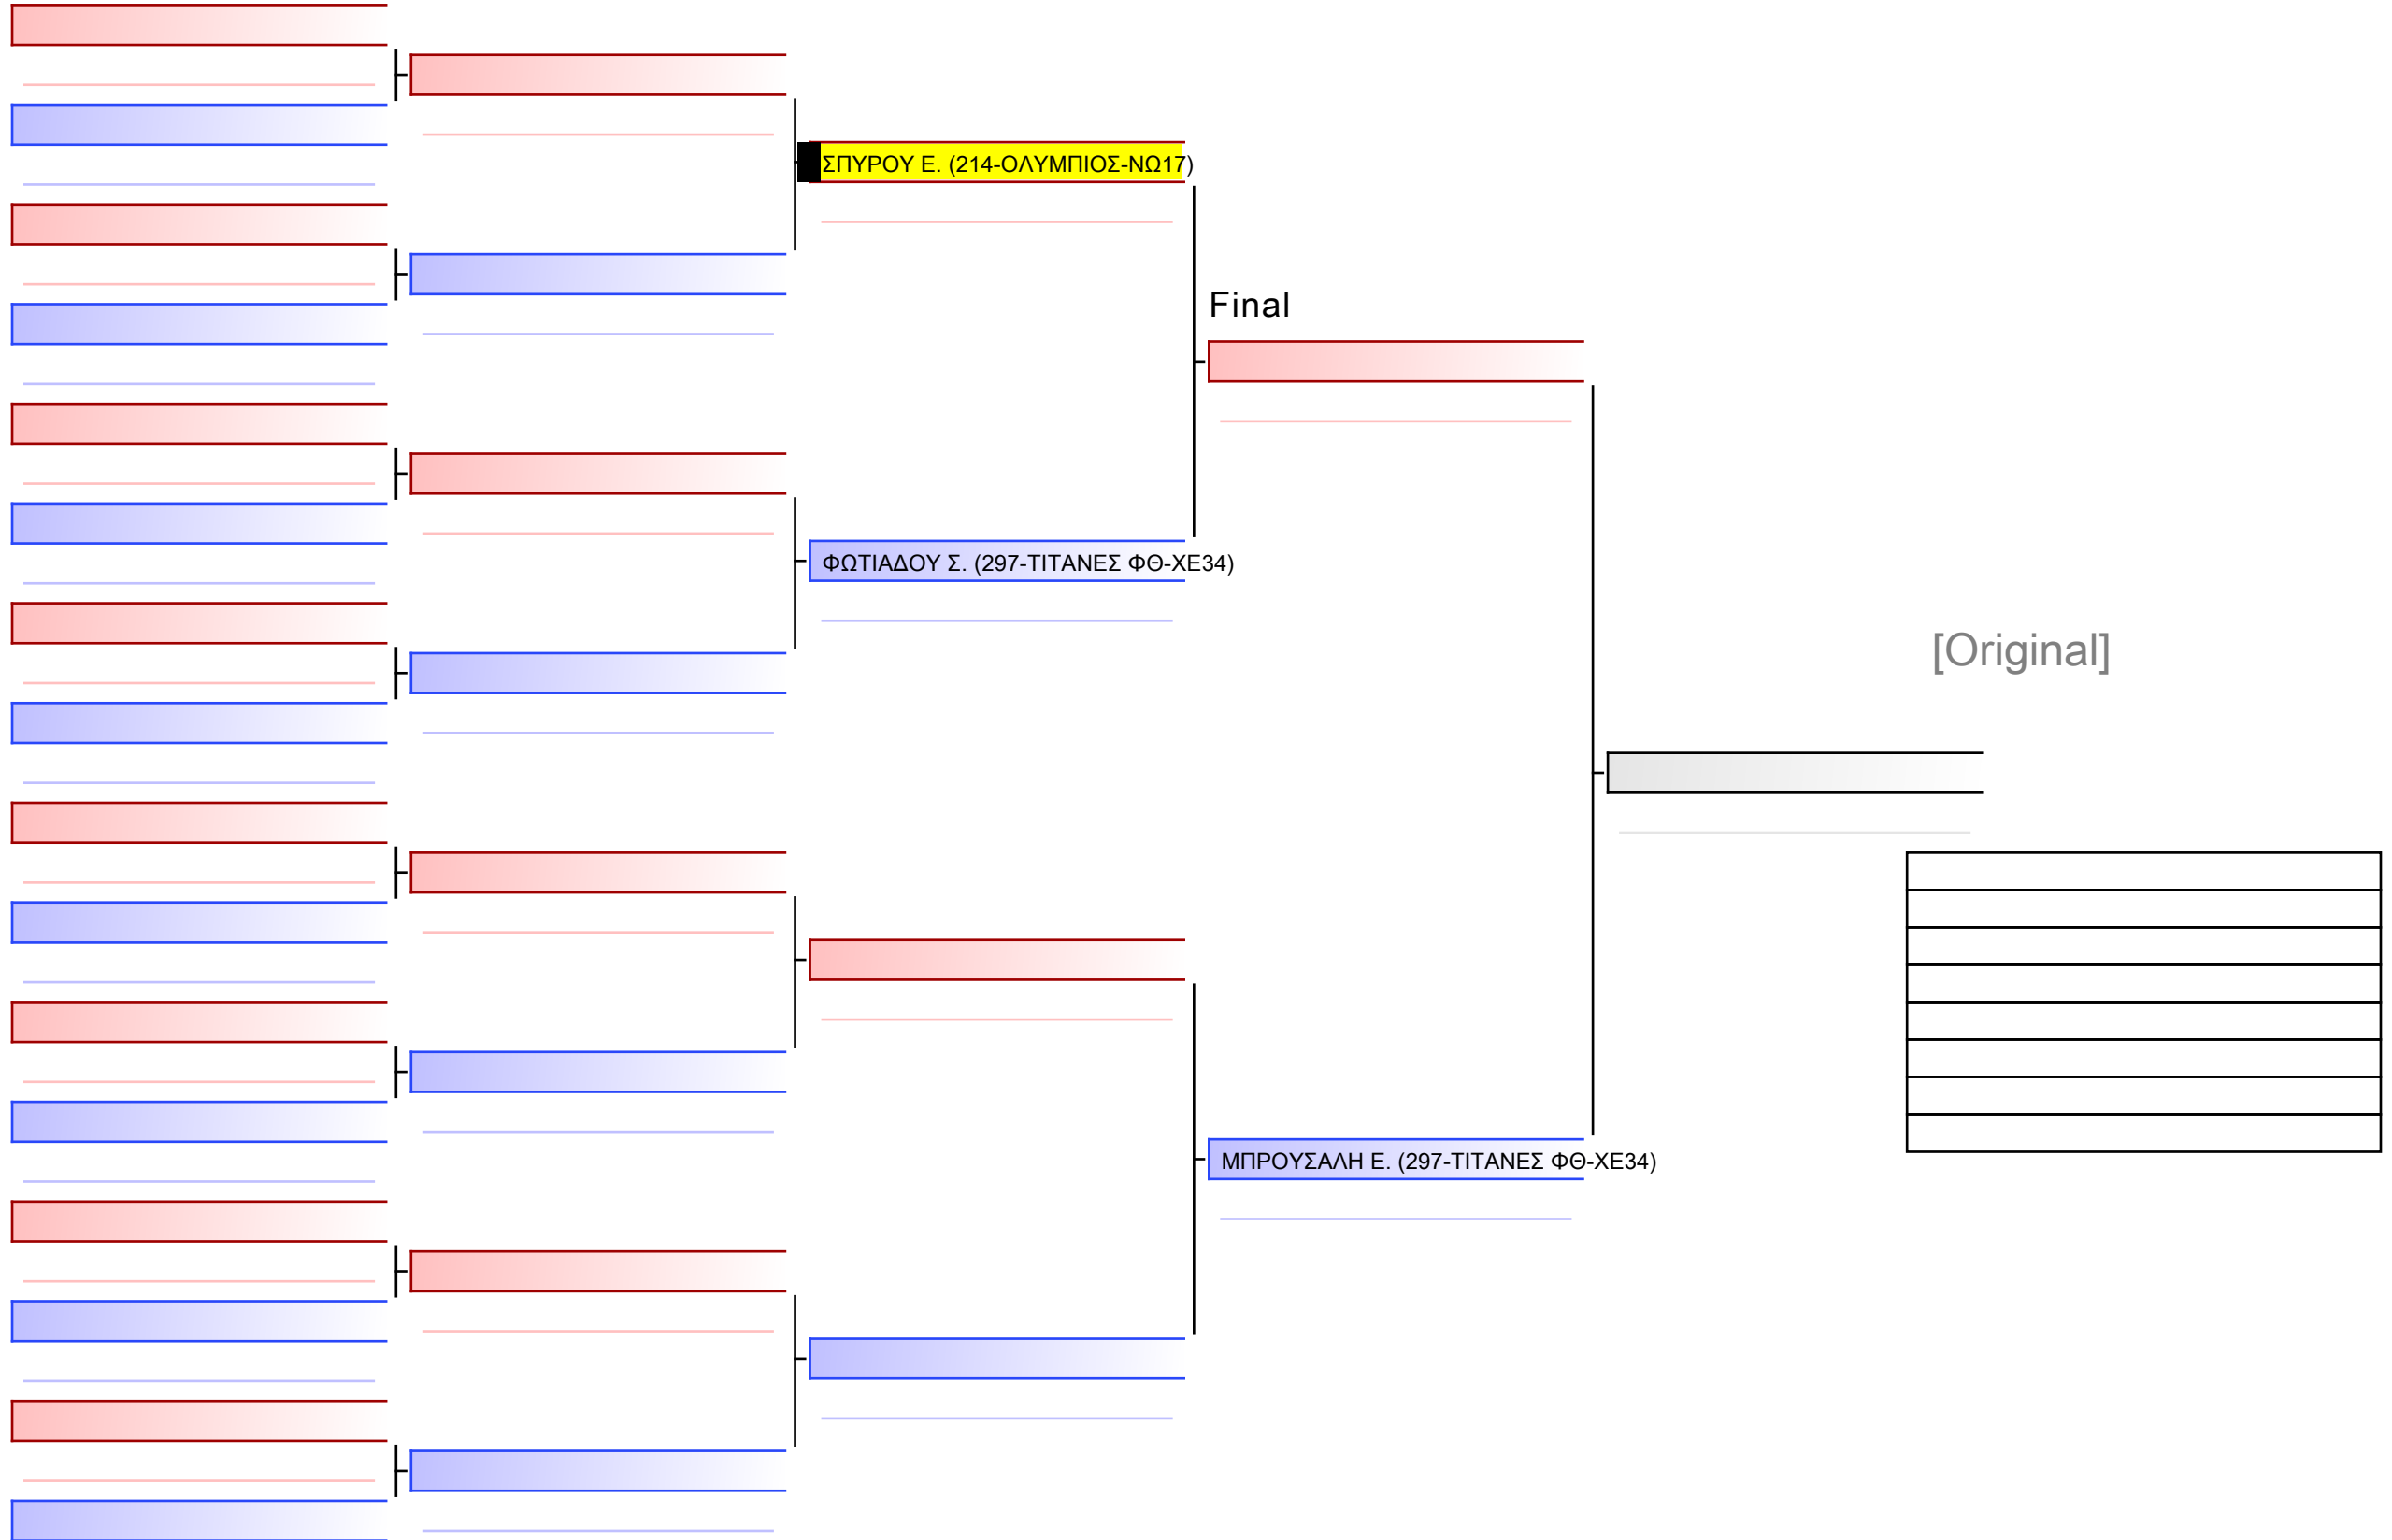 ΣΠΥΡΟΥ Ε. (214-ΟΛΥΜΠΙΟΣ-ΝΩ17)
Final
ΦΩΤΙΑΔΟΥ Σ. (297-ΤΙΤΑΝΕΣ ΦΘ-ΧΕ34)
[Original]
ΜΠΡΟΥΣΑΛΗ Ε. (297-ΤΙΤΑΝΕΣ ΦΘ-ΧΕ34)